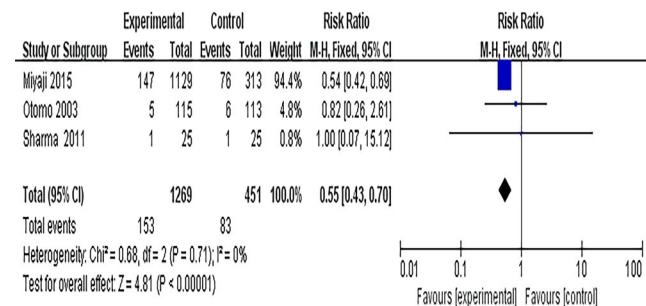 Experimental Control Risk Ratio Risk Ratio
Study or Subgroup Events Total Events Total Weight M-H, Fixed, 95% CI M-H, Fixed, 95% CI
Miyaji 2015 147 1129 76 313 94.4% 0.54 [0.42, 0.69]
Otomo 2003 5 115 6 113 4.8% 0.82 [0.26, 2.61]
Sharma 2011 1 25 1 25 0.8% 1.00 [0.07, 15.12]
Total (95% CI) 1269 451 100.0% 0.55 [0.43, 0.70]
Total events 153 83
Heterogeneity: Chi² = 0.68, df = 2 (P = 0.71); I² = 0%
Test for overall effect: Z = 4.81 (P < 0.00001)
0.01 0.1 1 10 100
Favours [experimental] Favours [control]